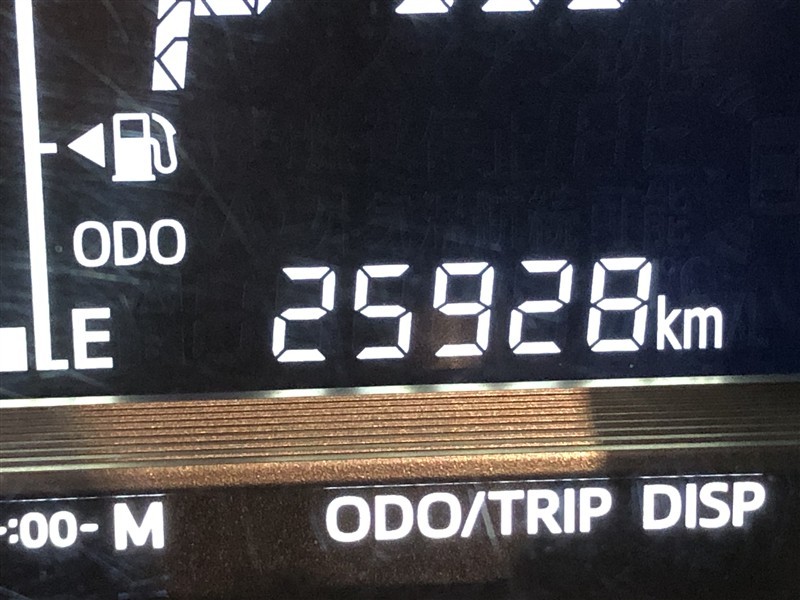 ODO
25928km
E
-:00- M ODO/TRIP DISP